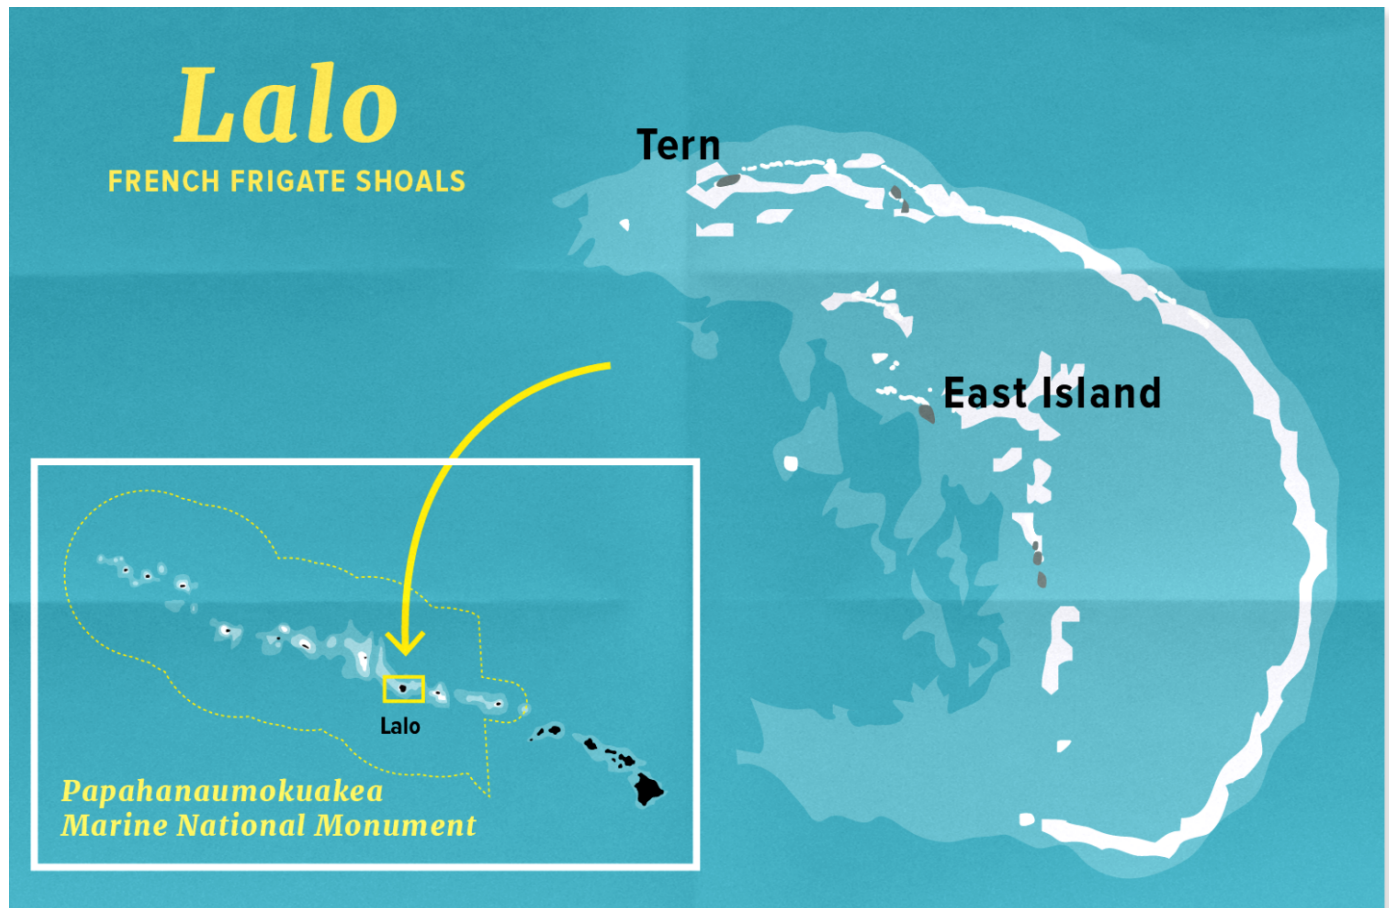 Lalo
FRENCH FRIGATE SHOALS
Tern
East Island
Lalo
Papahanaumokuakea
Marine National Monument